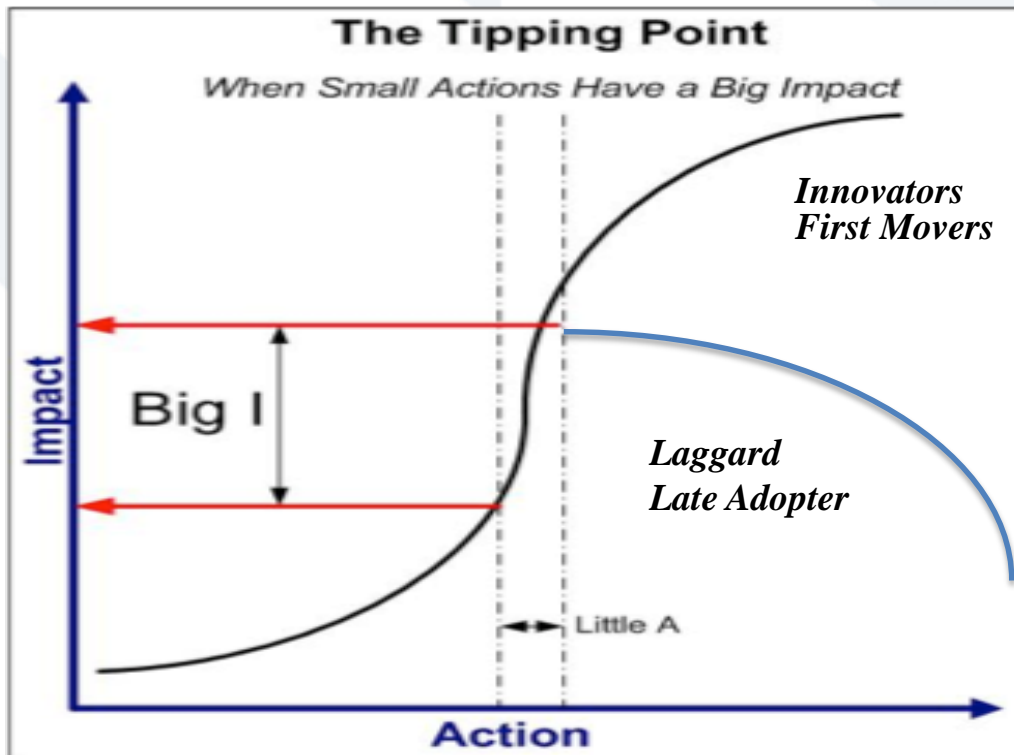 The Tipping Point
When Small Actions Have a Big Impact
Innovators
First Movers
Impact
Big I
Laggard
Late Adopter
Little A
Action